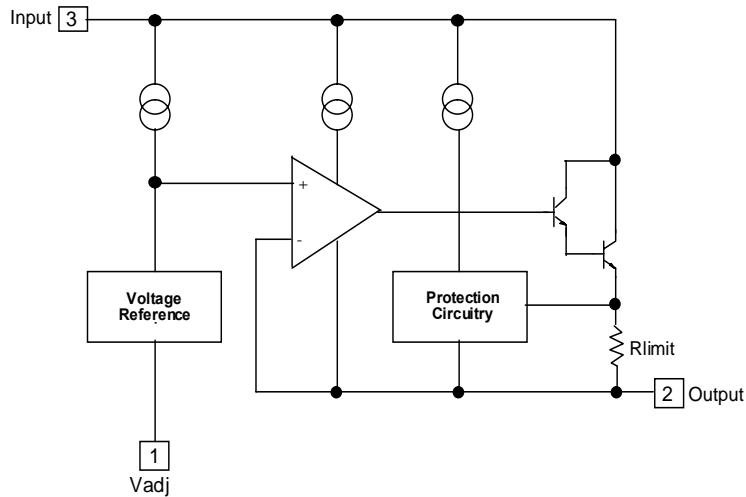 Input 3
+
-
Voltage
Reference
Protection
Circuitry
Rlimit
2 Output
1
Vadj